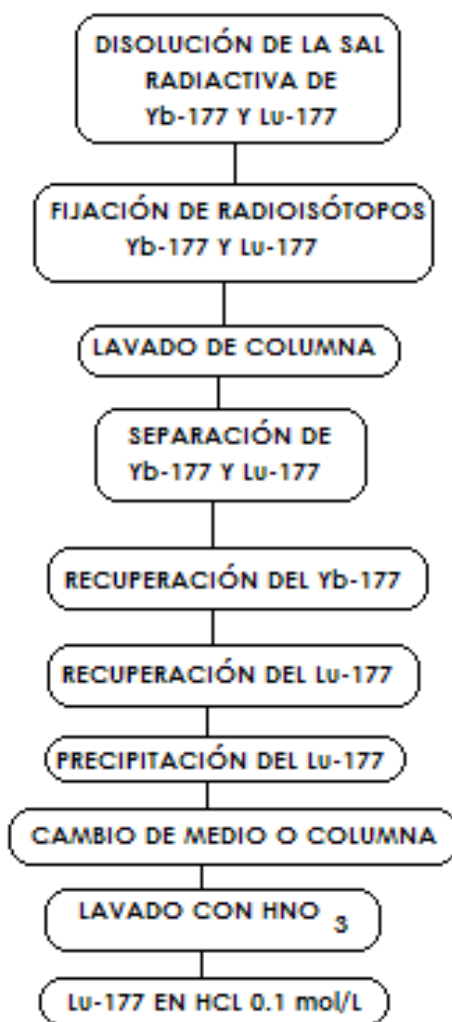 DISOLUCIÓN DE LA SAL
RADIACTIVA DE
Yb-177 Y Lu-177
FIJACIÓN DE RADIOISÓTOPOS
Yb-177 Y Lu-177
LAVADO DE COLUMNA
SEPARACIÓN DE
Yb-177 Y Lu-177
RECUPERACIÓN DEL Yb-177
RECUPERACIÓN DEL Lu-177
PRECIPITACIÓN DEL Lu-177
CAMBIO DE MEDIO O COLUMNA
LAVADO CON HNO 3
Lu-177 EN HCL 0.1 mol/L